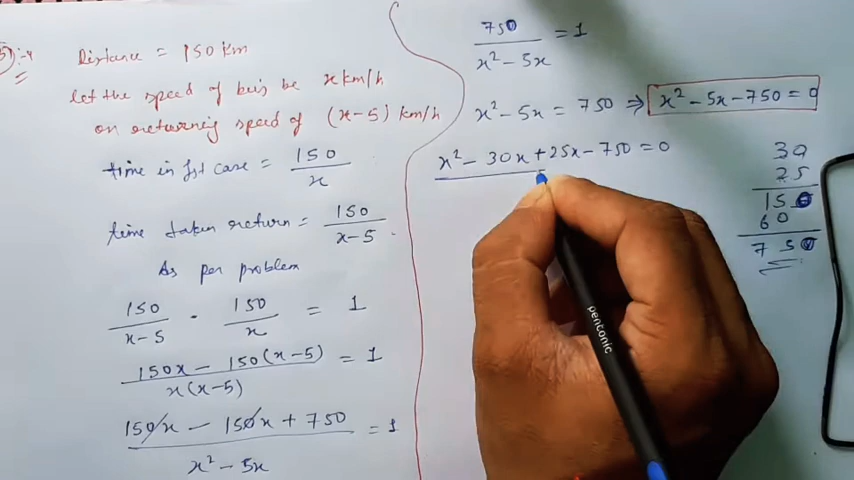 Distance = 150 km
let the speed of bus be x km/h
on returning speed of (x-5) km/h
time in 1st case = 150/x
time taken return = 150/(x-5)
As per problem
150/(x-5) - 150/x = 1
(150x - 150(x-5))/(x(x-5)) = 1
(150x - 150x + 750)/(x² - 5x) = 1
750/(x² - 5x) = 1
x² - 5x = 750 ⇒ x² - 5x - 750 = 0
x² - 30x + 25x - 750 = 0
30
25
150
60
750
pentonic